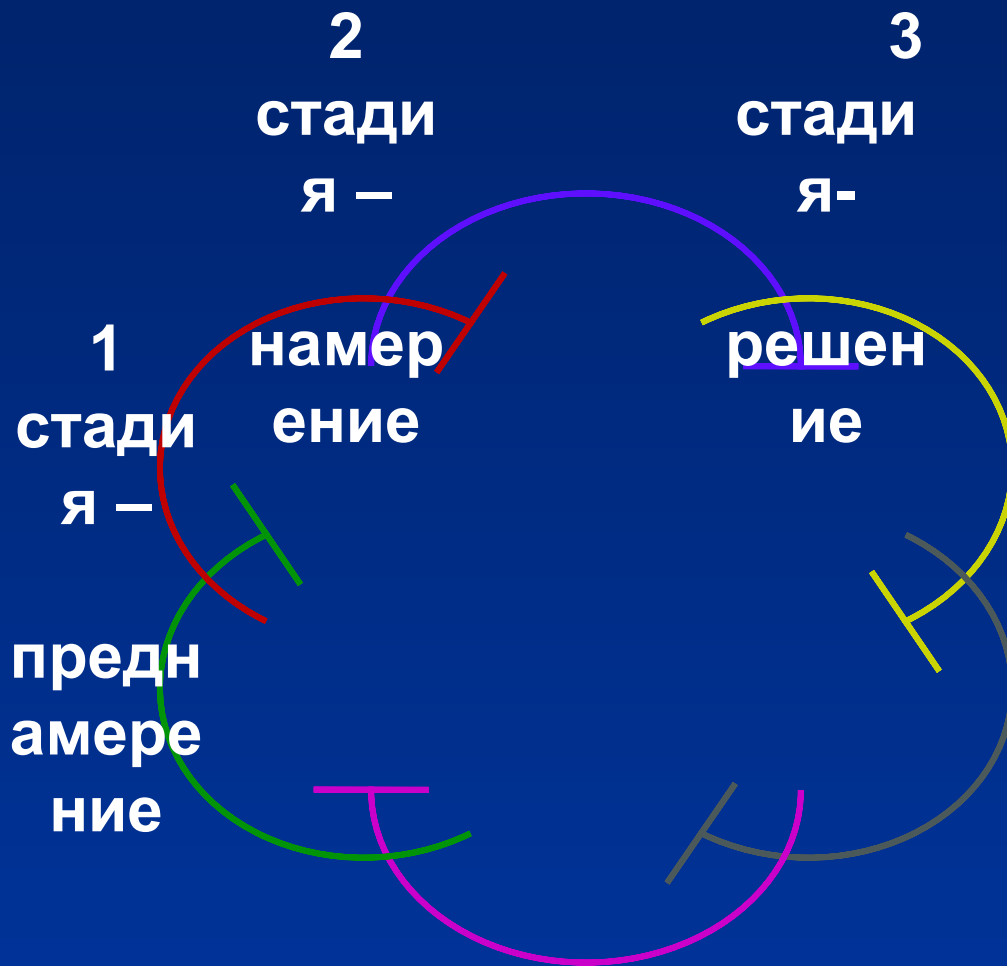 1
стади
я –
предн
амере
ние
2
стади
я –
намер
ение
3
стади
я-
решен
ие